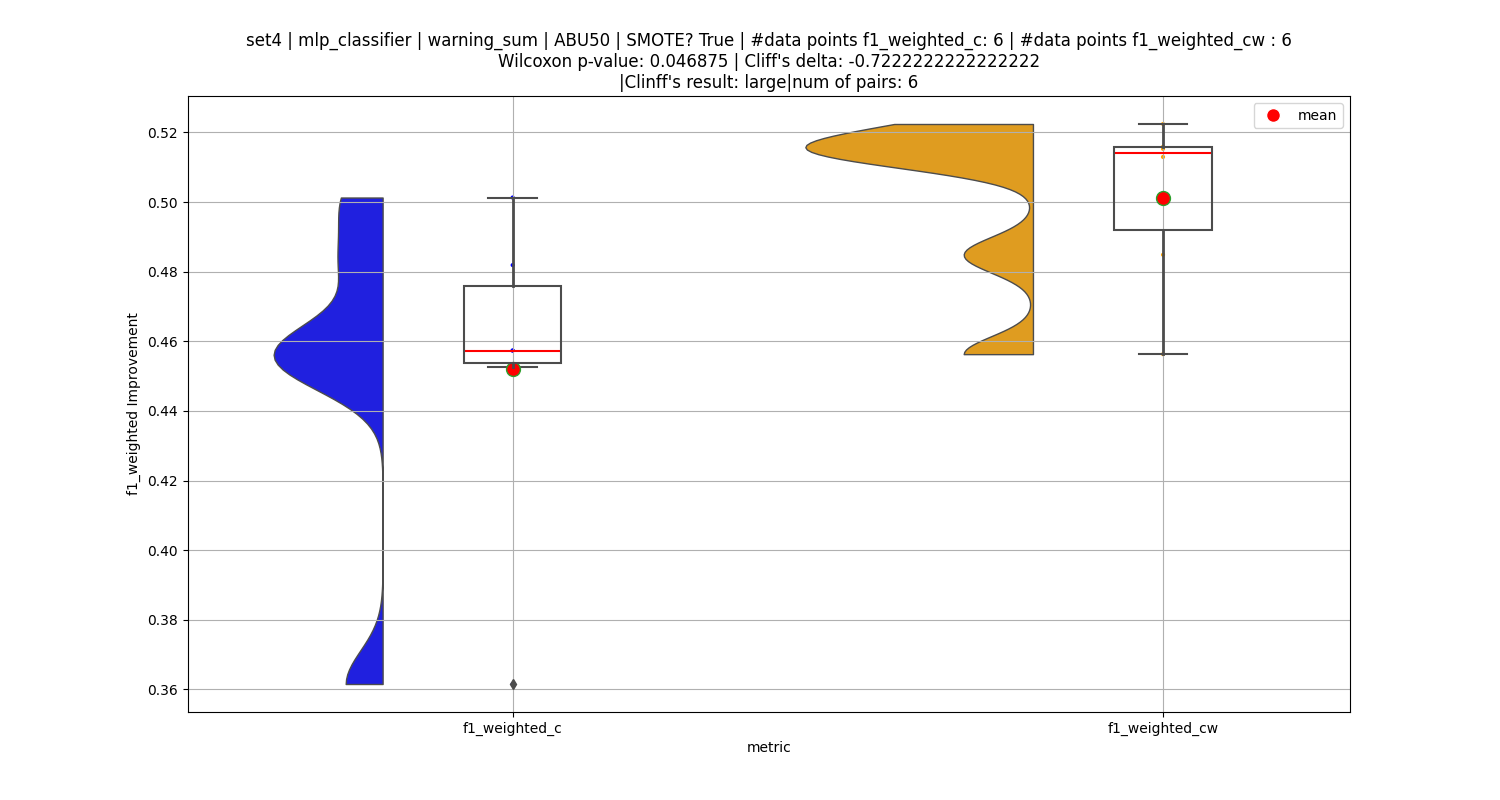 set4 | mlp_classifier | warning_sum | ABU50 | SMOTE? True | #data points f1_weighted_c: 6 | #data points f1_weighted_cw : 6
Wilcoxon p-value: 0.046875 | Cliff's delta: -0.7222222222222222
|Clinff's result: large|num of pairs: 6
mean
f1_weighted Improvement
0.52
0.50
0.48
0.46
0.44
0.42
0.40
0.38
0.36
f1_weighted_c
f1_weighted_cw
metric